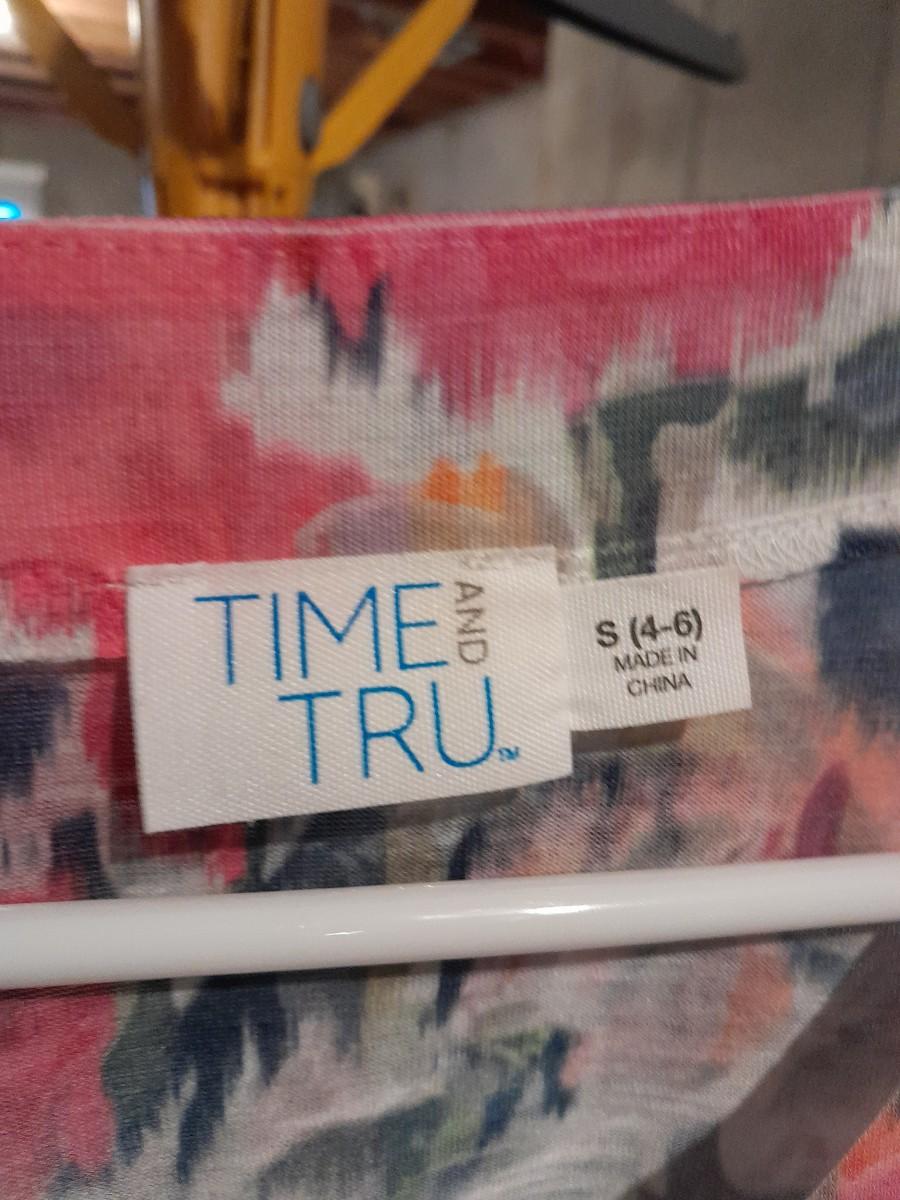 TIME AND
TRU™
S (4-6)
MADE IN
CHINA